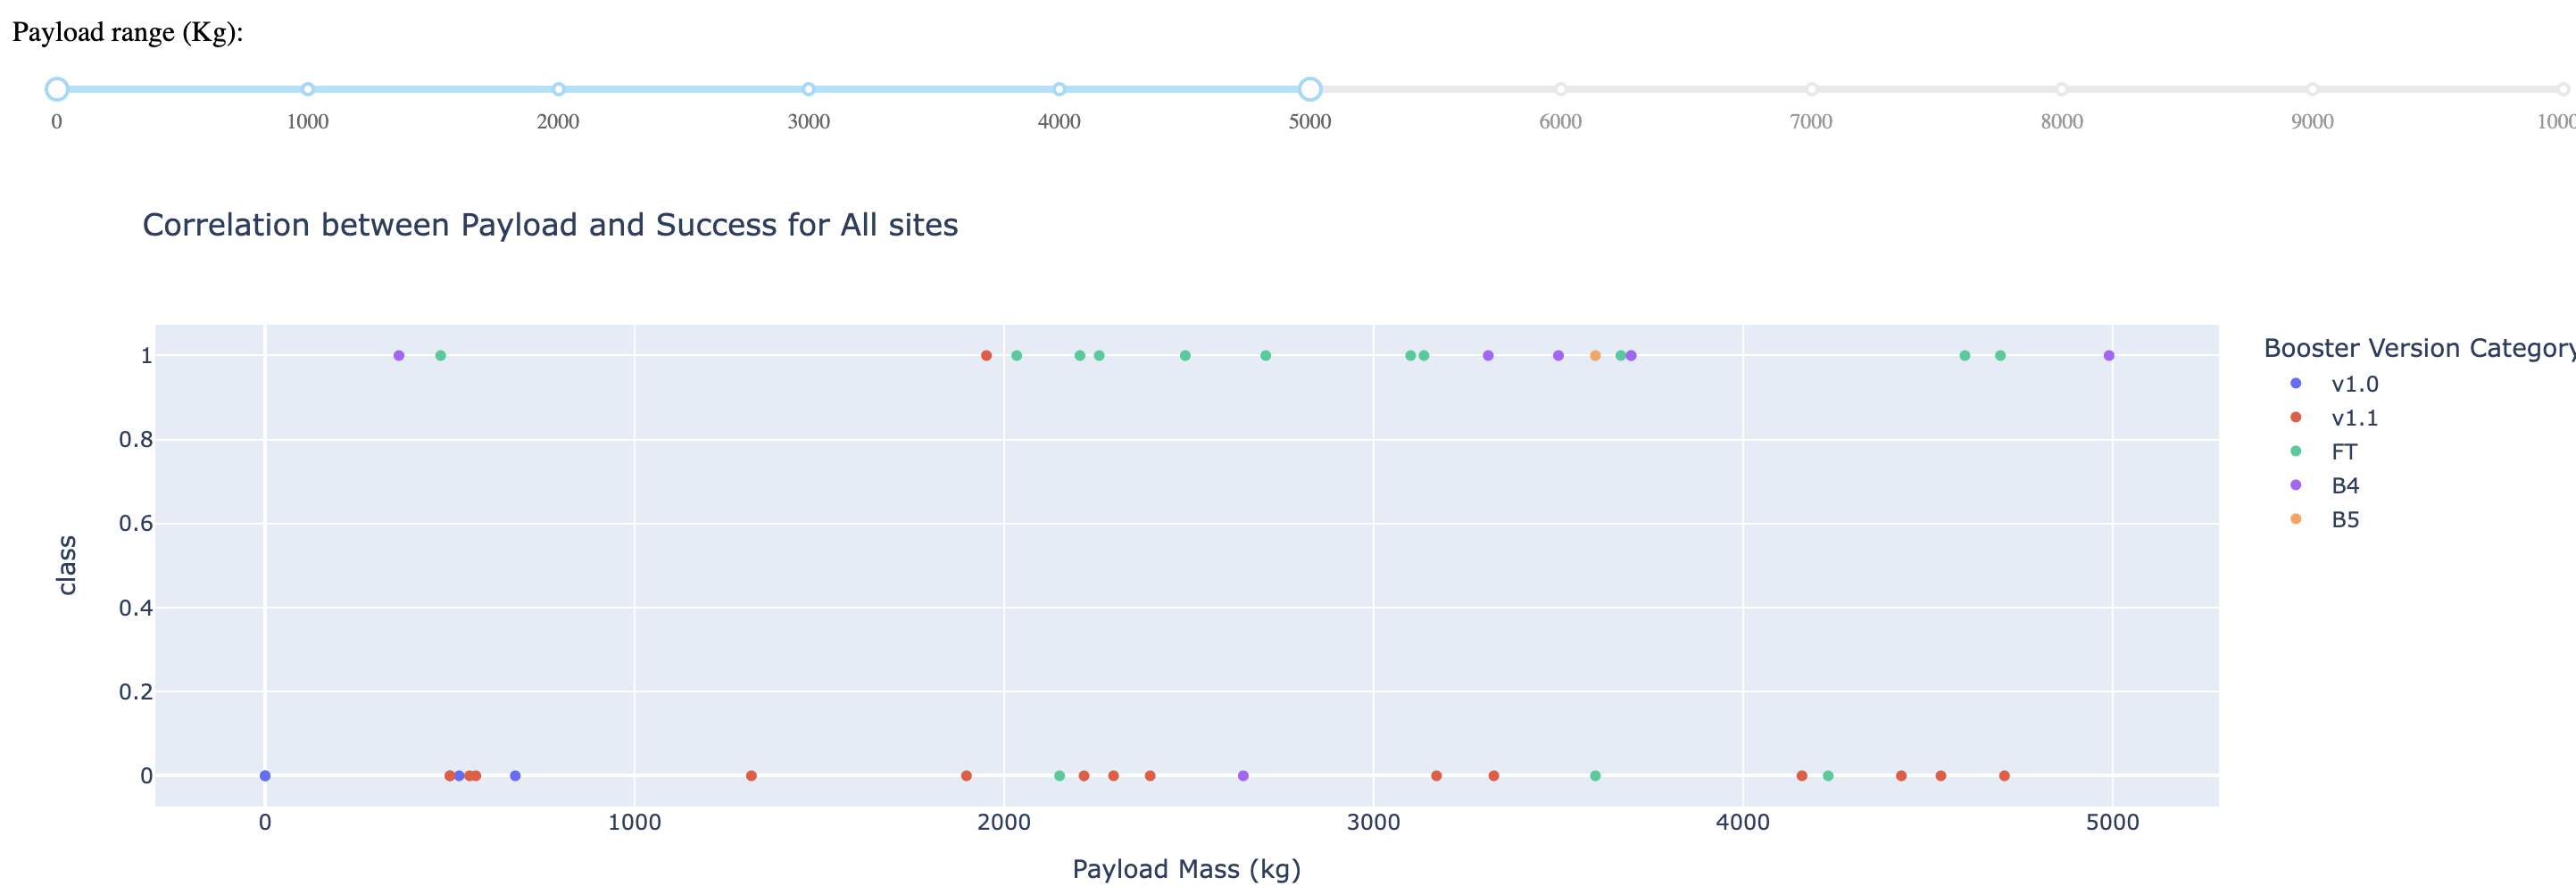 Payload range (Kg):
0 1000 2000 3000 4000 5000 6000 7000 8000 9000 1000
Correlation between Payload and Success for All sites
Booster Version Category
v1.0
v1.1
FT
B4
B5
1
0.8
0.6
0.4
0.2
0
class
0 1000 2000 3000 4000 5000
Payload Mass (kg)